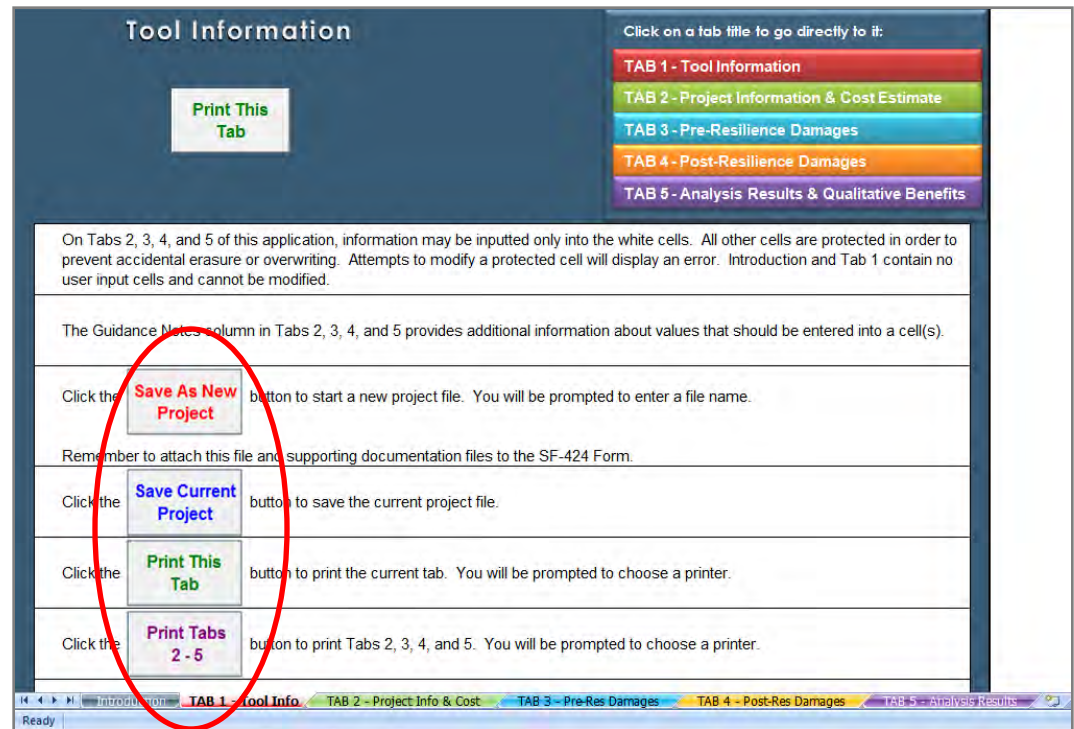 Tool Information
Print This
Tab
Click on a tab title to go directly to it:
TAB 1 - Tool Information
TAB 2 - Project Information & Cost Estimate
TAB 3 - Pre-Resilience Damages
TAB 4 - Post-Resilience Damages
TAB 5 - Analysis Results & Qualitative Benefits
On Tabs 2, 3, 4, and 5 of this application, information may be inputted only into the white cells. All other cells are protected in order to
prevent accidental erasure or overwriting. Attempts to modify a protected cell will display an error. Introduction and Tab 1 contain no
user input cells and cannot be modified.
The Guidance Notes column in Tabs 2, 3, 4, and 5 provides additional information about values that should be entered into a cell(s).
Click the Save As New Project button to start a new project file. You will be prompted to enter a file name.
Remember to attach this file and supporting documentation files to the SF-424 Form.
Click the Save Current Project button to save the current project file.
Click the Print This Tab button to print the current tab. You will be prompted to choose a printer.
Click the Print Tabs 2 - 5 button to print Tabs 2, 3, 4, and 5. You will be prompted to choose a printer.
Introduction TAB 1 - Tool Info TAB 2 - Project Info & Cost TAB 3 - Pre-Res Damages TAB 4 - Post-Res Damages TAB 5 - Analysis Results
Ready